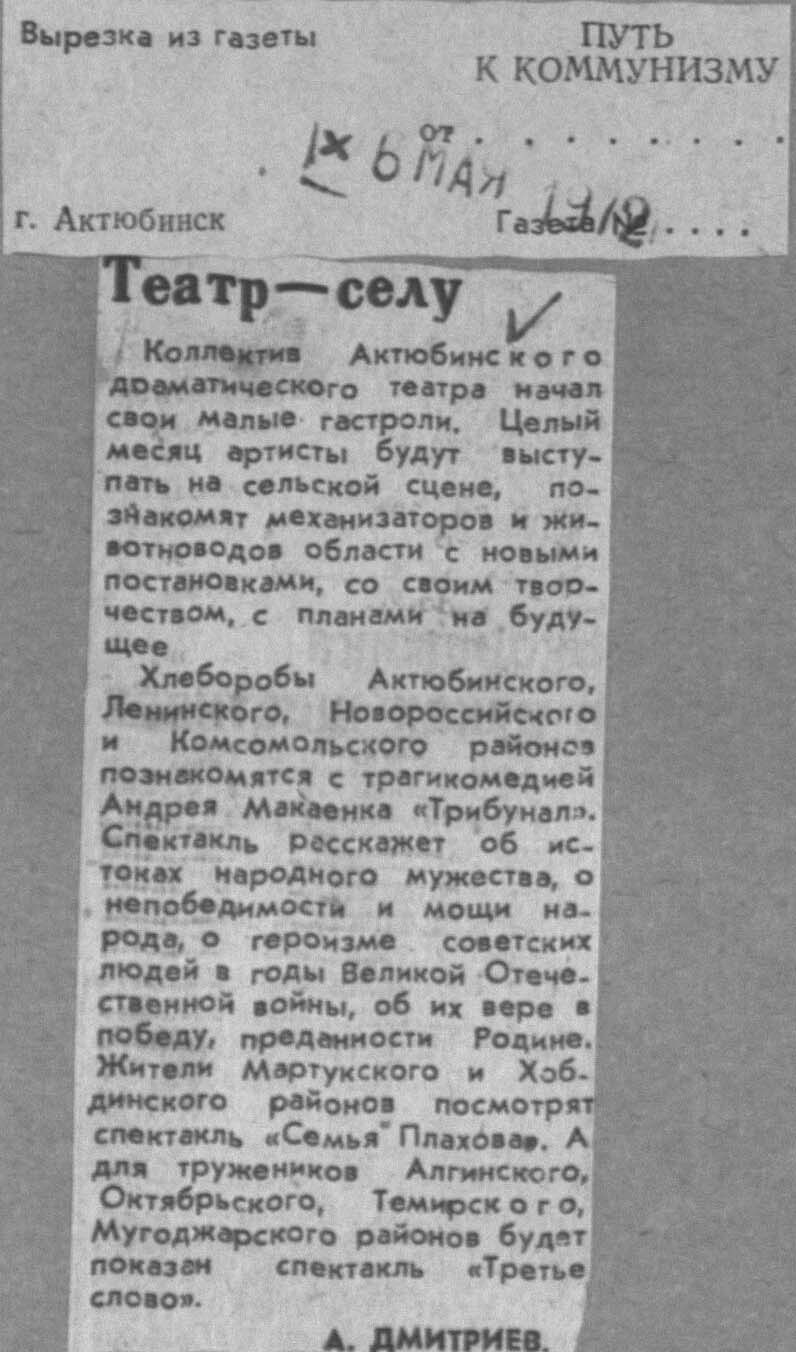 Вырезка из газеты
ПУТЬ
К КОММУНИЗМУ
от . . . . . . . . .
6 МАЯ
г. Актюбинск
Газета № . . . .
Театр — селу
Коллектив Актюбинского
драматического театра начал
свои малые гастроли. Целый
месяц артисты будут высту-
пать на сельской сцене, по-
знакомят механизаторов и жи-
вотноводов области с новыми
постановками, со своим твор-
чеством, с планами на буду-
щее
Хлеборобы Актюбинского,
Ленинского, Новороссийского
и Комсомольского районов
познакомятся с трагикомедией
Андрея Макаенка «Трибунал».
Спектакль расскажет об ис-
токах народного мужества, о
непобедимости и мощи на-
рода, о героизме советских
людей в годы Великой Отече-
ственной войны, об их вере в
победу, преданности Родине.
Жители Мартукского и Хоб-
динского районов посмотрят
спектакль «Семья Плахова». А
для тружеников Алгинского,
Октябрьского, Темирского,
Мугоджарского районов будет
показан спектакль «Третье
слово».
А. ДМИТРИЕВ.